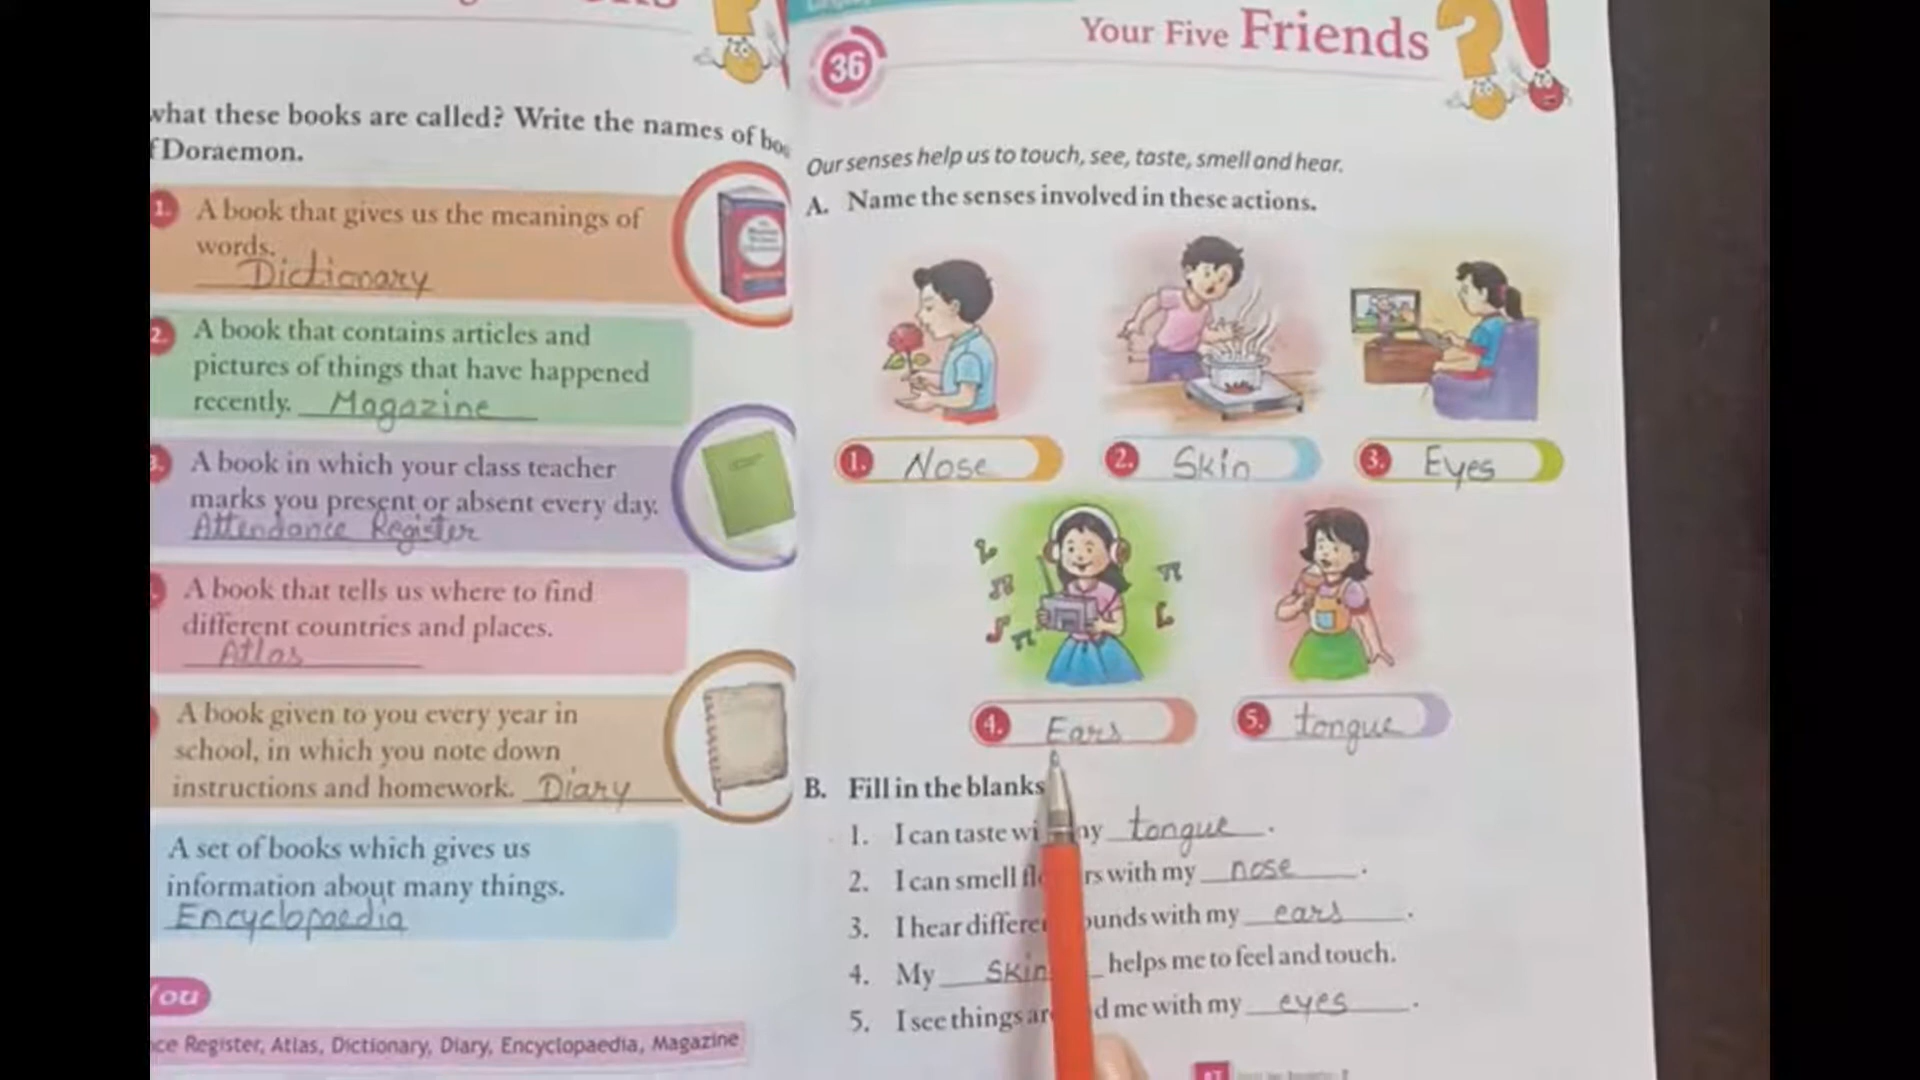 what these books are called? Write the names of
Doraemon.
1. A book that gives us the meanings of
words. Dictionary
2. A book that contains articles and
pictures of things that have happened
recently. Magazine
A book in which your class teacher
marks you present or absent every day.
Attendance Register
A book that tells us where to find
different countries and places.
Atlas
A book given to you every year in
school, in which you note down
instructions and homework. Diary
A set of books which gives us
information about many things.
Encyclopaedia
You
ce Register, Atlas, Dictionary, Diary, Encyclopaedia, Magazine
36
Your Five Friends
Our senses help us to touch, see, taste, smell and hear.
A. Name the senses involved in these actions.
1. Nose
2. Skin
3. Eyes
4. Ears
5. tongue
B. Fill in the blanks
1. I can taste wi my tongue.
2. I can smell fl rs with my nose.
3. I hear differe ounds with my ears.
4. My skin helps me to feel and touch.
5. I see things ar d me with my eyes.